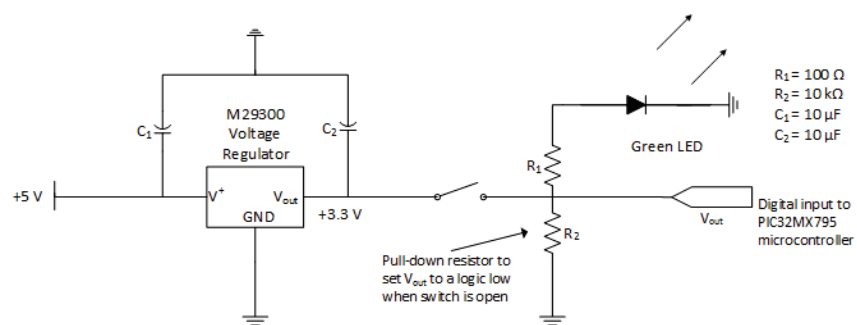 R₁ = 100 Ω
R₂ = 10 kΩ
C₁ = 10 µF
C₂ = 10 µF
M29300
Voltage
Regulator
C₁
C₂
Green LED
R₁
+5 V
V⁺
Vout
GND
+3.3 V
Vout
Digital input to
PIC32MX795
microcontroller
R₂
Pull-down resistor to
set Vout to a logic low
when switch is open